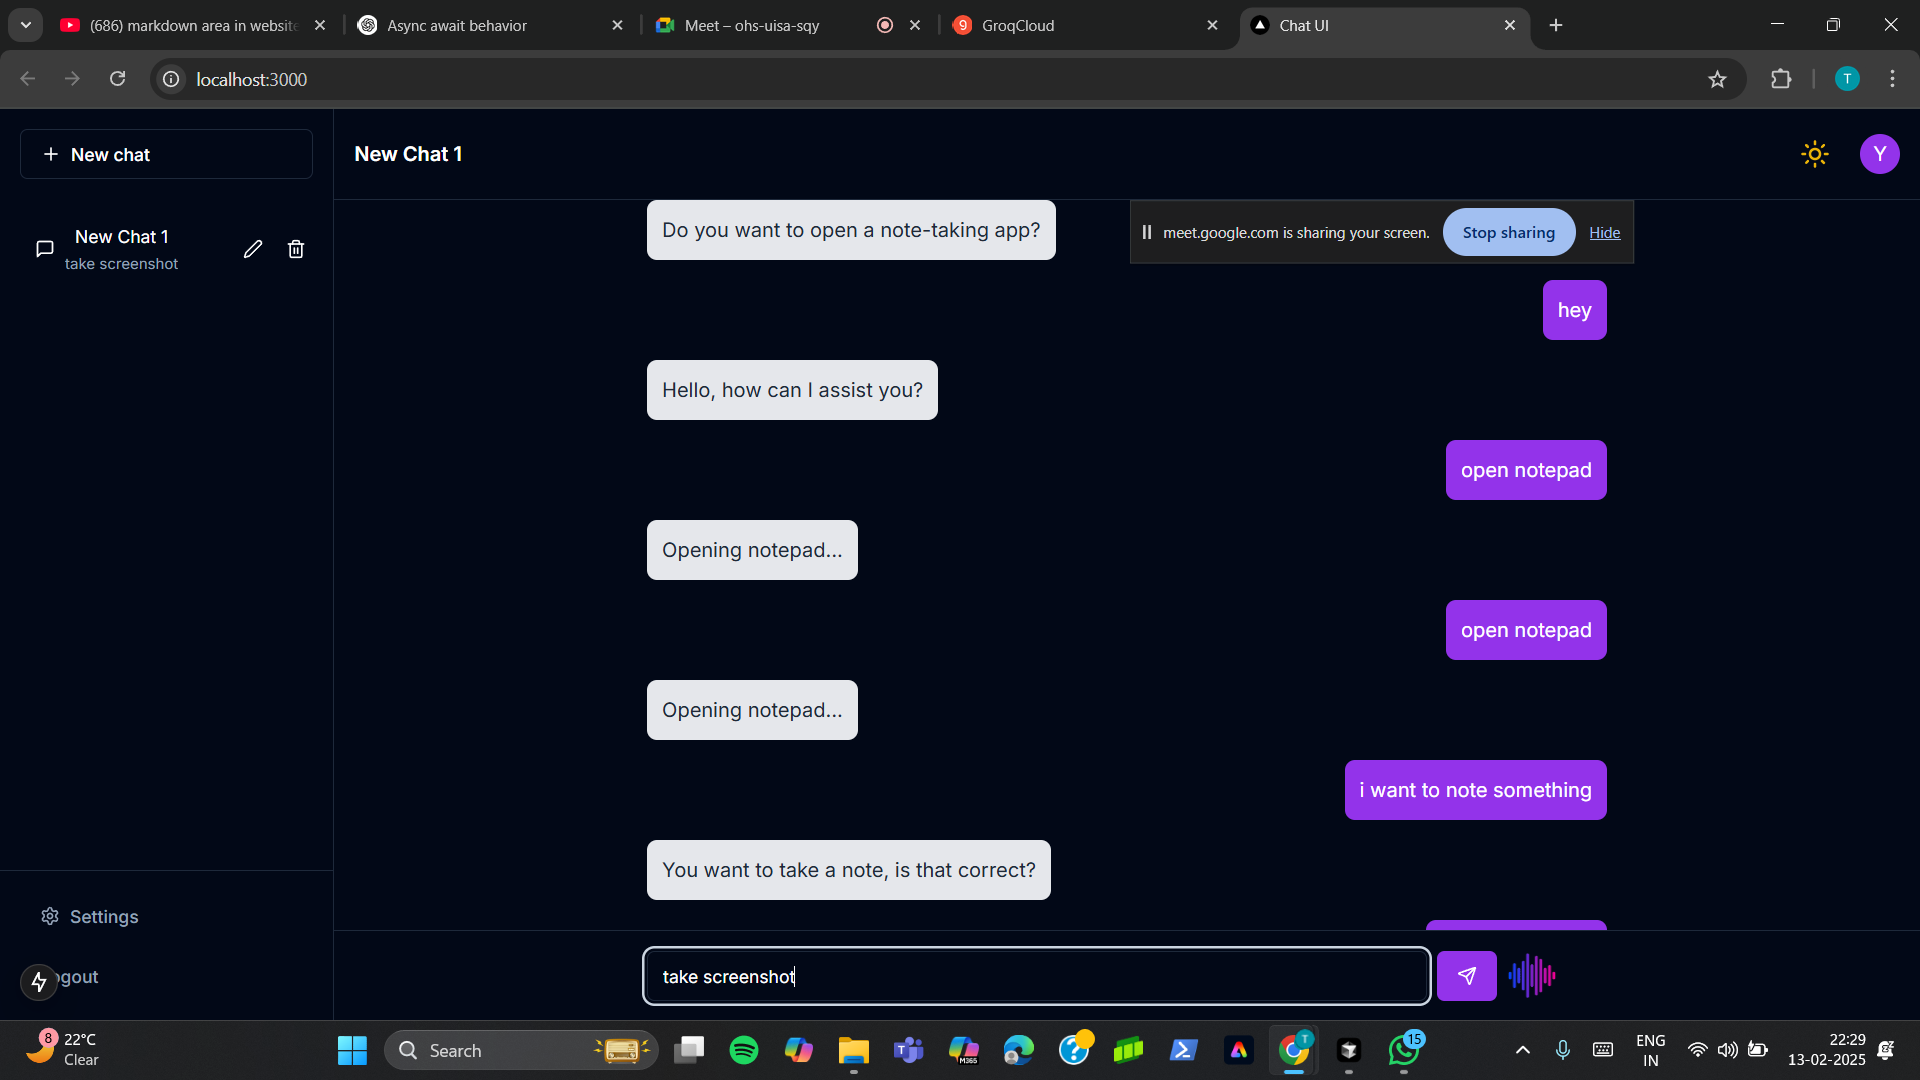 (686) markdown area in website
Async await behavior
Meet – ohs-uisa-sqy
GroqCloud
Chat UI
localhost:3000
T
New chat
New Chat 1
Y
New Chat 1
take screenshot
Do you want to open a note-taking app?
meet.google.com is sharing your screen.
Stop sharing
Hide
hey
Hello, how can I assist you?
open notepad
Opening notepad...
open notepad
Opening notepad...
i want to note something
You want to take a note, is that correct?
Settings
ogout
take screenshot
8
22°C
Clear
Search
M365
T
15
ENG
IN
22:29
13-02-2025